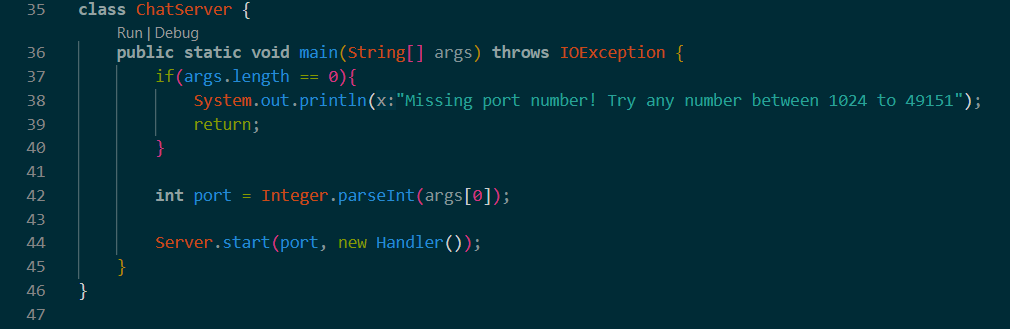 35 class ChatServer {
Run | Debug
36 public static void main(String[] args) throws IOException {
37 if(args.length == 0){
38 System.out.println(x:"Missing port number! Try any number between 1024 to 49151");
39 return;
40 }
41
42 int port = Integer.parseInt(args[0]);
43
44 Server.start(port, new Handler());
45 }
46 }
47